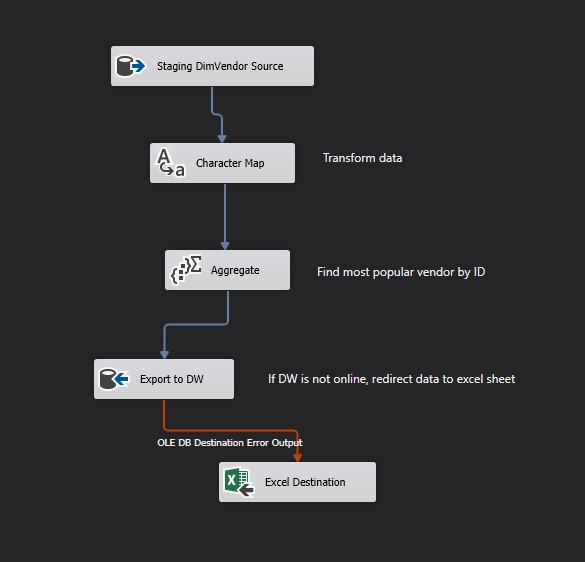 Staging DimVendor Source
Character Map
Transform data
Aggregate
Find most popular vendor by ID
Export to DW
If DW is not online, redirect data to excel sheet
OLE DB Destination Error Output
Excel Destination